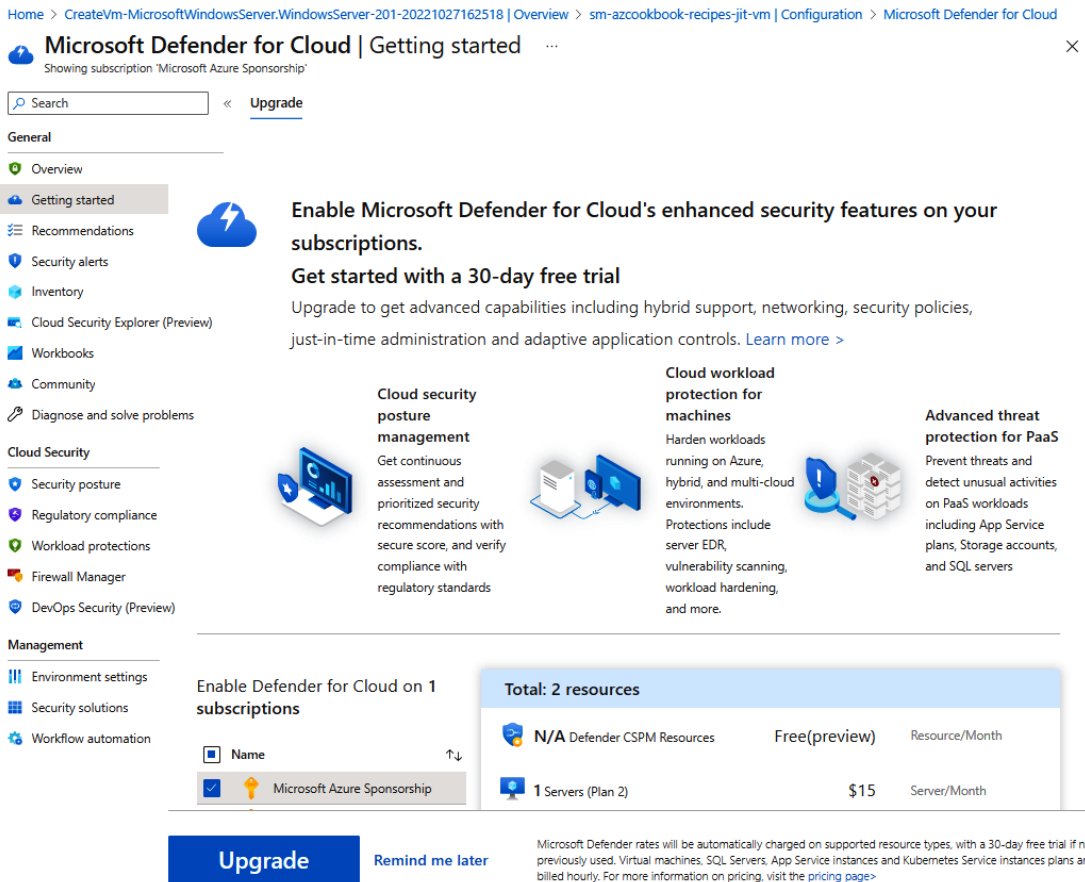 Home > CreateVm-MicrosoftWindowsServer.WindowsServer-201-20221027162518 | Overview > sm-azcookbook-recipes-jit-vm | Configuration > Microsoft Defender for Cloud
Microsoft Defender for Cloud | Getting started ...
Showing subscription 'Microsoft Azure Sponsorship'
Search
«
Upgrade
General
Overview
Getting started
Recommendations
Security alerts
Inventory
Cloud Security Explorer (Preview)
Workbooks
Community
Diagnose and solve problems
Cloud Security
Security posture
Regulatory compliance
Workload protections
Firewall Manager
DevOps Security (Preview)
Management
Environment settings
Security solutions
Workflow automation
Enable Microsoft Defender for Cloud's enhanced security features on your
subscriptions.
Get started with a 30-day free trial
Upgrade to get advanced capabilities including hybrid support, networking, security policies,
just-in-time administration and adaptive application controls. Learn more >
Cloud security
posture
management
Get continuous
assessment and
prioritized security
recommendations with
secure score, and verify
compliance with
regulatory standards
Cloud workload
protection for
machines
Harden workloads
running on Azure,
hybrid, and multi-cloud
environments.
Protections include
server EDR,
vulnerability scanning,
workload hardening,
and more.
Advanced threat
protection for PaaS
Prevent threats and
detect unusual activities
on PaaS workloads
including App Service
plans, Storage accounts,
and SQL servers
Enable Defender for Cloud on 1
subscriptions
Name
Microsoft Azure Sponsorship
Total: 2 resources
N/A Defender CSPM Resources Free(preview) Resource/Month
1 Servers (Plan 2) $15 Server/Month
Upgrade
Remind me later
Microsoft Defender rates will be automatically charged on supported resource types, with a 30-day free trial if
previously used. Virtual machines, SQL Servers, App Service instances and Kubernetes Service instances plans
billed hourly. For more information on pricing, visit the pricing page>